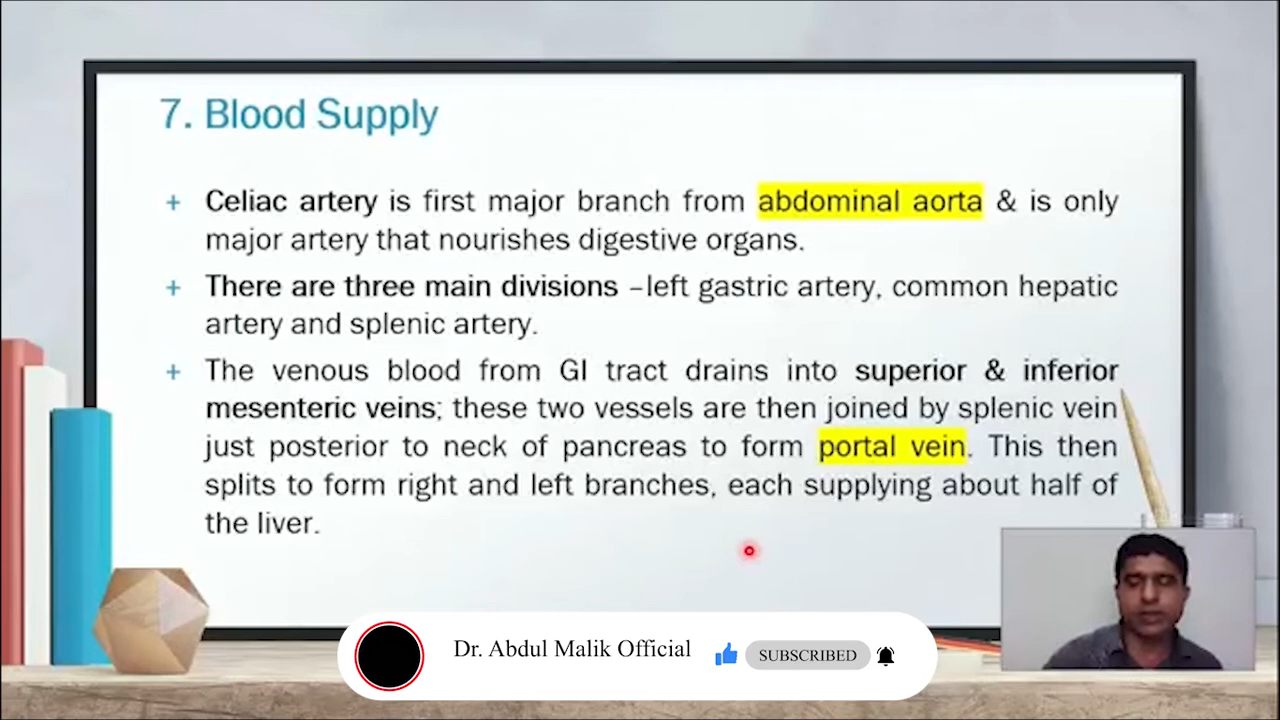 7. Blood Supply
+ Celiac artery is first major branch from abdominal aorta & is only
major artery that nourishes digestive organs.
+ There are three main divisions –left gastric artery, common hepatic
artery and splenic artery.
+ The venous blood from GI tract drains into superior & inferior
mesenteric veins; these two vessels are then joined by splenic vein
just posterior to neck of pancreas to form portal vein. This then
splits to form right and left branches, each supplying about half of
the liver.
Dr. Abdul Malik Official
SUBSCRIBED